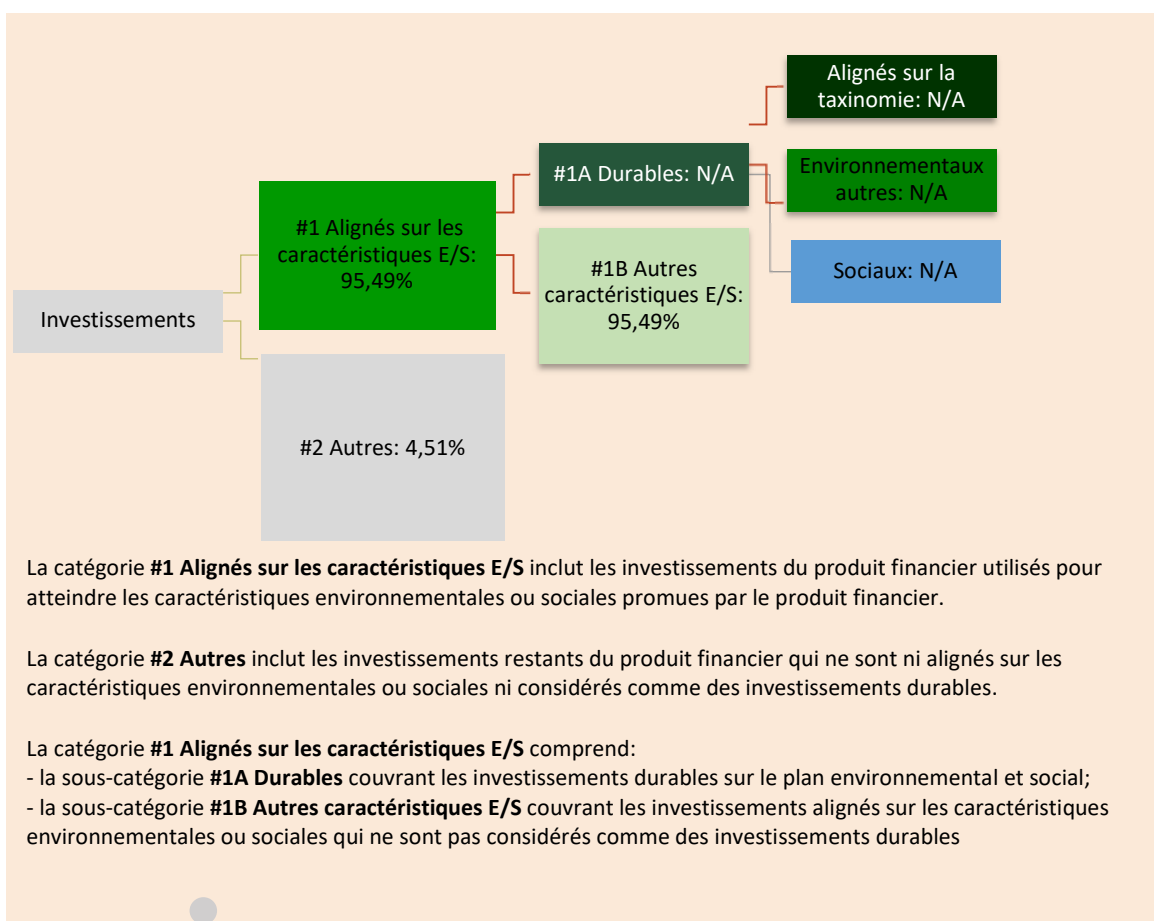 Alignés sur la
taxinomie: N/A
#1A Durables: N/A
Environnementaux
autres: N/A
#1 Alignés sur les
caractéristiques E/S:
95,49%
#1B Autres
caractéristiques E/S:
95,49%
Sociaux: N/A
Investissements
#2 Autres: 4,51%
La catégorie #1 Alignés sur les caractéristiques E/S inclut les investissements du produit financier utilisés pour
atteindre les caractéristiques environnementales ou sociales promues par le produit financier.
La catégorie #2 Autres inclut les investissements restants du produit financier qui ne sont ni alignés sur les
caractéristiques environnementales ou sociales ni considérés comme des investissements durables.
La catégorie #1 Alignés sur les caractéristiques E/S comprend:
- la sous-catégorie #1A Durables couvrant les investissements durables sur le plan environnemental et social;
- la sous-catégorie #1B Autres caractéristiques E/S couvrant les investissements alignés sur les caractéristiques
environnementales ou sociales qui ne sont pas considérés comme des investissements durables